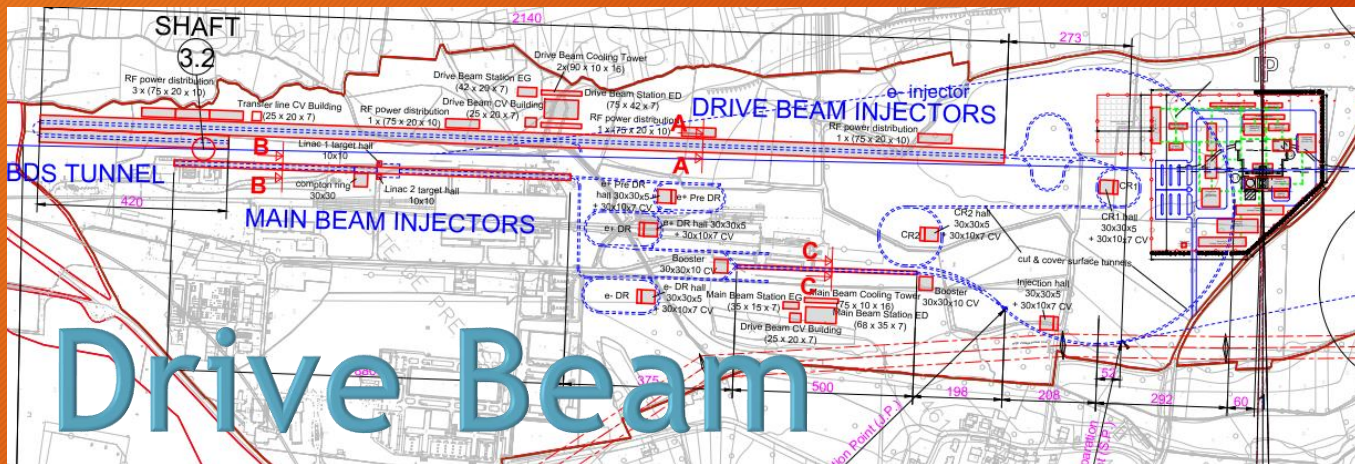 2140
SHAFT
3.2
273
Drive Beam Cooling Tower
2x(90 x 10 x 16)
RF power distribution
3 x (75 x 20 x 10)
Drive Beam Station EG
(42 x 20 x 7)
IP
Transfer line CV Building
(25 x 20 x 7)
RF power distribution
1 x (75 x 20 x 10)
Drive Beam CV Building
(25 x 20 x 7)
Drive Beam Station ED
(75 x 42 x 7)
RF power distribution
1 x (75 x 20 x 10)
A
A
e- injector
DRIVE BEAM INJECTORS
RF power distribution
1 x (75 x 20 x 10)
B
B
Linac 1 target hall
10x10
BDS TUNNEL
compton ring
30x30
Linac 2 target hall
10x10
420
MAIN BEAM INJECTORS
e+ Pre DR
hall 30x30x5
+ 30x10x7 CV
e+ Pre DR
e+ DR
e+ DR hall 30x30x5
+ 30x10x7 CV
CR1
CR1 hall
30x30x5
+ 30x10x7 CV
CR2 hall
30x30x5
+ 30x10x7 CV
CR2
cut & cover surface tunnels
C
C
Booster
30x30x10 CV
e- DR
e- DR hall
30x30x5
30x10x7 CV
Main Beam Station EG
(35 x 15 x 7)
Main Beam Cooling Tower
(75 x 10 x 16)
Main Beam Station ED
(68 x 35 x 7)
Drive Beam CV Building
(25 x 20 x 7)
Booster
30x30x10 CV
Injection hall
30x30x5
+ 30x10x7 CV
Drive Beam
375
500
198
208
52
292
60
Point (J.P.)
(S.P.)